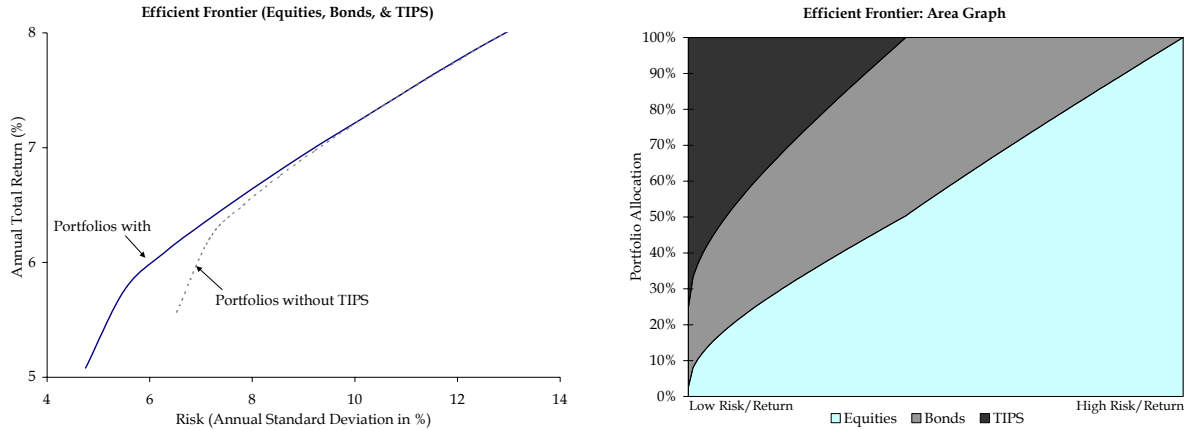 Efficient Frontier (Equities, Bonds, & TIPS)
8
7
6
5
Annual Total Return (%)
Portfolios with
Portfolios without TIPS
4
6
8
10
12
14
Risk (Annual Standard Deviation in %)
Efficient Frontier: Area Graph
100%
90%
80%
70%
60%
50%
40%
30%
20%
10%
0%
Portfolio Allocation
Low Risk/Return
High Risk/Return
Equities
Bonds
TIPS